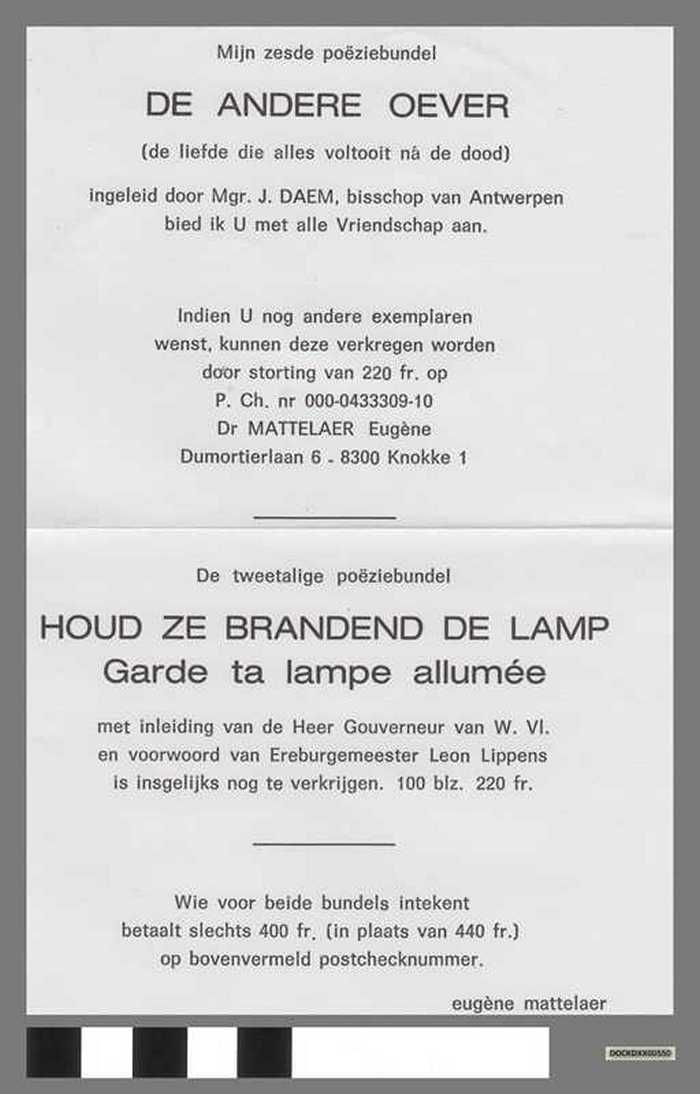 Mijn zesde poëziebundel
DE ANDERE OEVER
(de liefde die alles voltooit ná de dood)
ingeleid door Mgr. J. DAEM, bisschop van Antwerpen
bied ik U met alle Vriendschap aan.
Indien U nog andere exemplaren
wenst, kunnen deze verkregen worden
door storting van 220 fr. op
P. Ch. nr 000-0433309-10
Dr MATTELAER Eugène
Dumortierlaan 6 - 8300 Knokke 1
De tweetalige poëziebundel
HOUD ZE BRANDEND DE LAMP
Garde ta lampe allumée
met inleiding van de Heer Gouverneur van W. Vl.
en voorwoord van Ereburgemeester Leon Lippens
is insgelijks nog te verkrijgen. 100 blz. 220 fr.
Wie voor beide bundels intekent
betaalt slechts 400 fr. (in plaats van 440 fr.)
op bovenvermeld postchecknummer.
eugène mattelaer
DOCKDXX00550